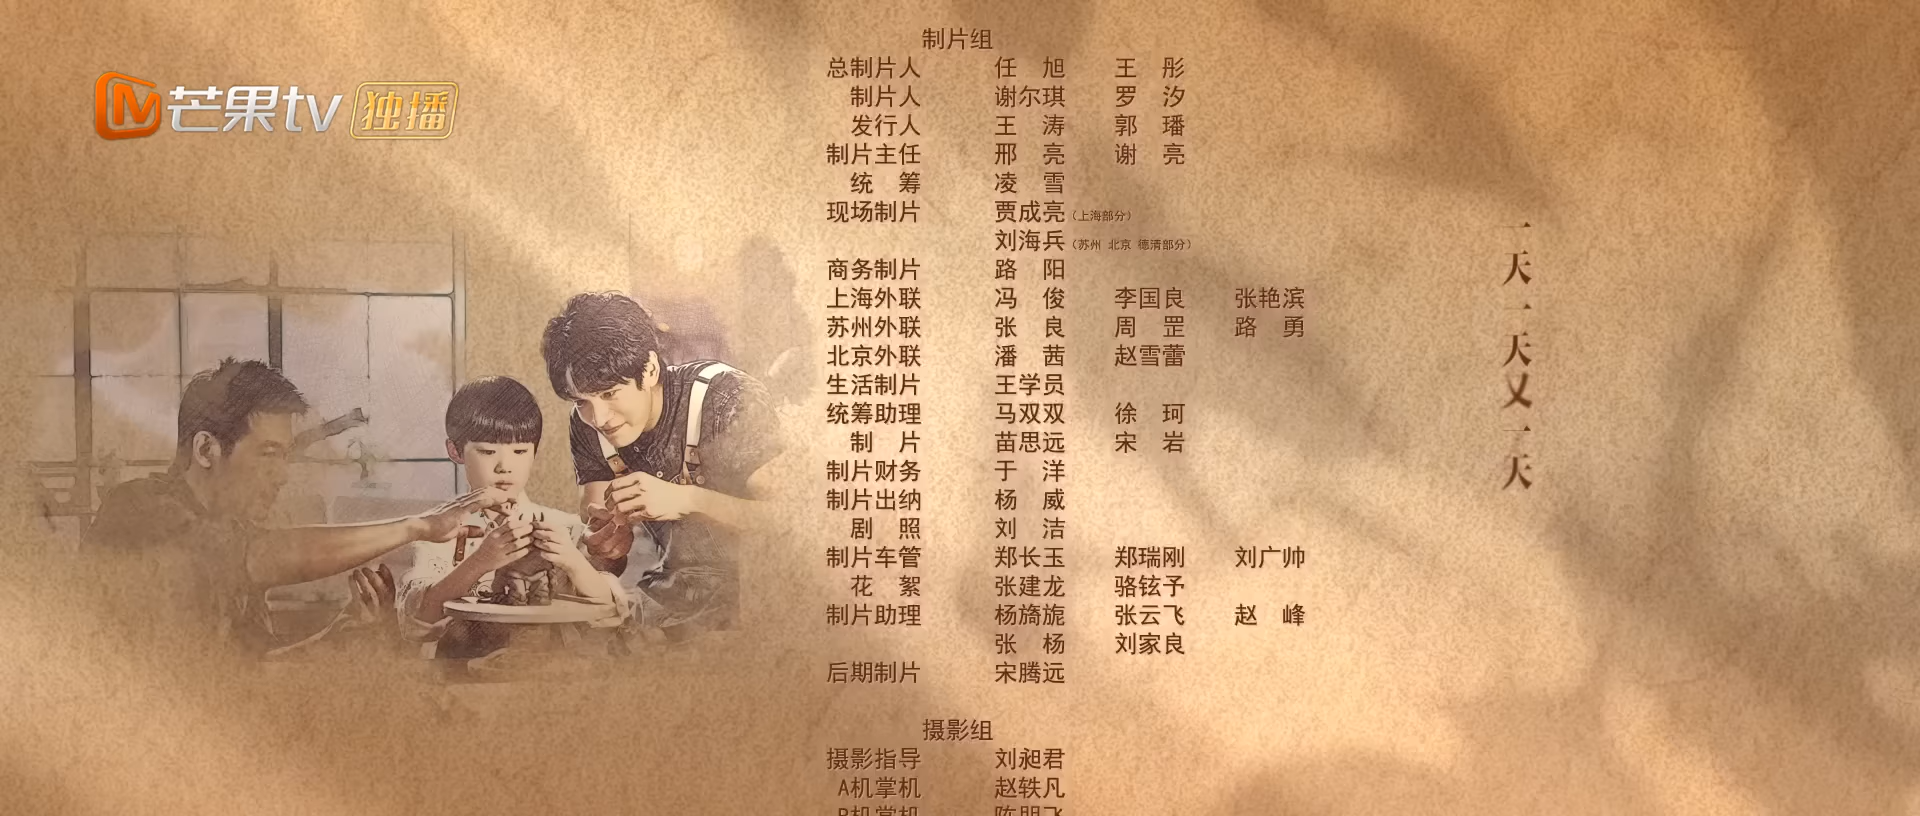 制片组
总制片人 任 旭 王 彤
制片人 谢尔琪 罗 汐
发行人 王 涛 郭 璠
制片主任 邢 亮 谢 亮
统 筹 凌 雪
现场制片 贾成亮（上海部分）
刘海兵（苏州 北京 德清部分）
商务制片 路 阳
上海外联 冯 俊 李国良 张艳滨
苏州外联 张 良 周 罡 路 勇
北京外联 潘 茜 赵雪蕾
生活制片 王学员
统筹助理 马双双 徐 珂
制 片 苗思远 宋 岩
制片财务 于 洋
制片出纳 杨 威
剧 照 刘 洁
制片车管 郑长玉 郑瑞刚 刘广帅
花 絮 张建龙 骆铉予
制片助理 杨旖旎 张云飞 赵 峰
张 杨 刘家良
后期制片 宋腾远
摄影组
摄影指导 刘昶君
A机掌机 赵轶凡
B机掌机 陈明飞
芒果tv 独播
一天一天又一天